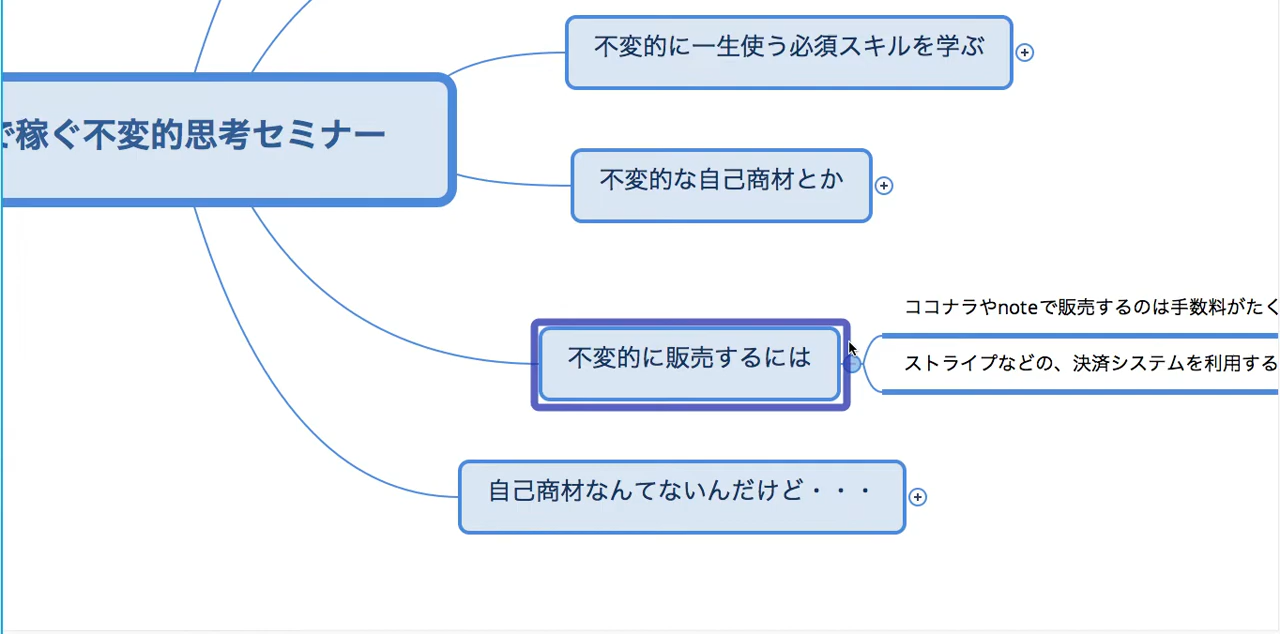 不変的に一生使う必須スキルを学ぶ
で稼ぐ不変的思考セミナー
不変的な自己商材とか
ココナラやnoteで販売するのは手数料がたく
不変的に販売するには
ストライプなどの、決済システムを利用する
自己商材なんてないんだけど・・・